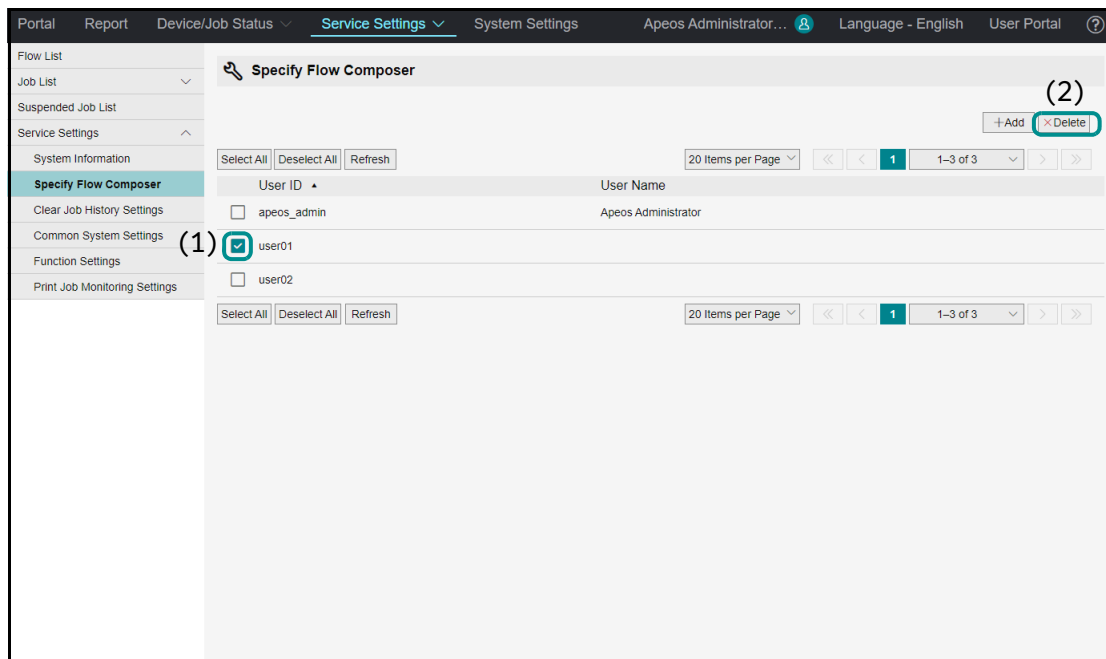 Portal Report Device/Job Status Service Settings System Settings Apeos Administrator... Language - English User Portal ?
Flow List
Job List
Suspended Job List
Service Settings
System Information
Specify Flow Composer
Clear Job History Settings
Common System Settings
Function Settings
Print Job Monitoring Settings
Specify Flow Composer
(2)
+Add ×Delete
Select All Deselect All Refresh 20 Items per Page « < 1 1–3 of 3 > »
User ID ▲ User Name
apeos_admin Apeos Administrator
(1) user01
user02
Select All Deselect All Refresh 20 Items per Page « < 1 1–3 of 3 > »